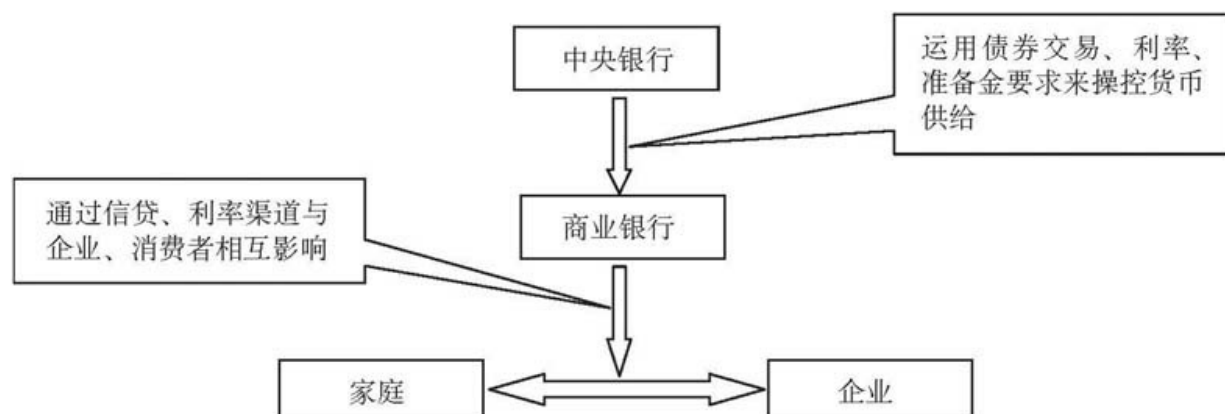 中央银行
运用债券交易、利率、
准备金要求来操控货币
供给
通过信贷、利率渠道与
企业、消费者相互影响
商业银行
家庭
企业